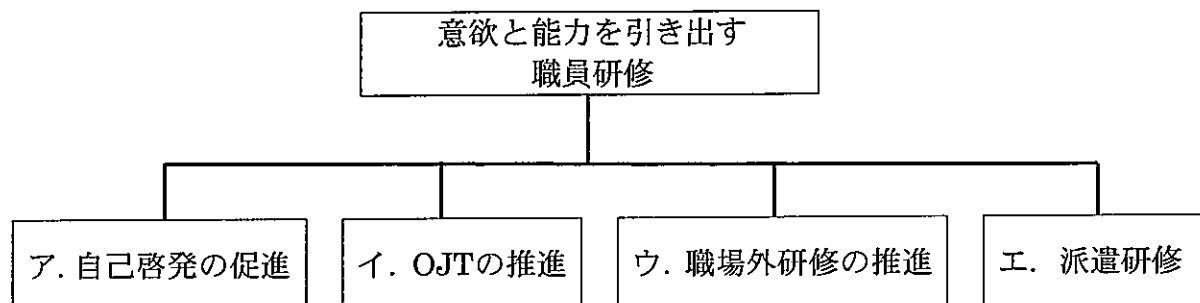 意欲と能力を引き出す
職員研修
ア. 自己啓発の促進
イ. OJTの推進
ウ. 職場外研修の推進
エ. 派遣研修